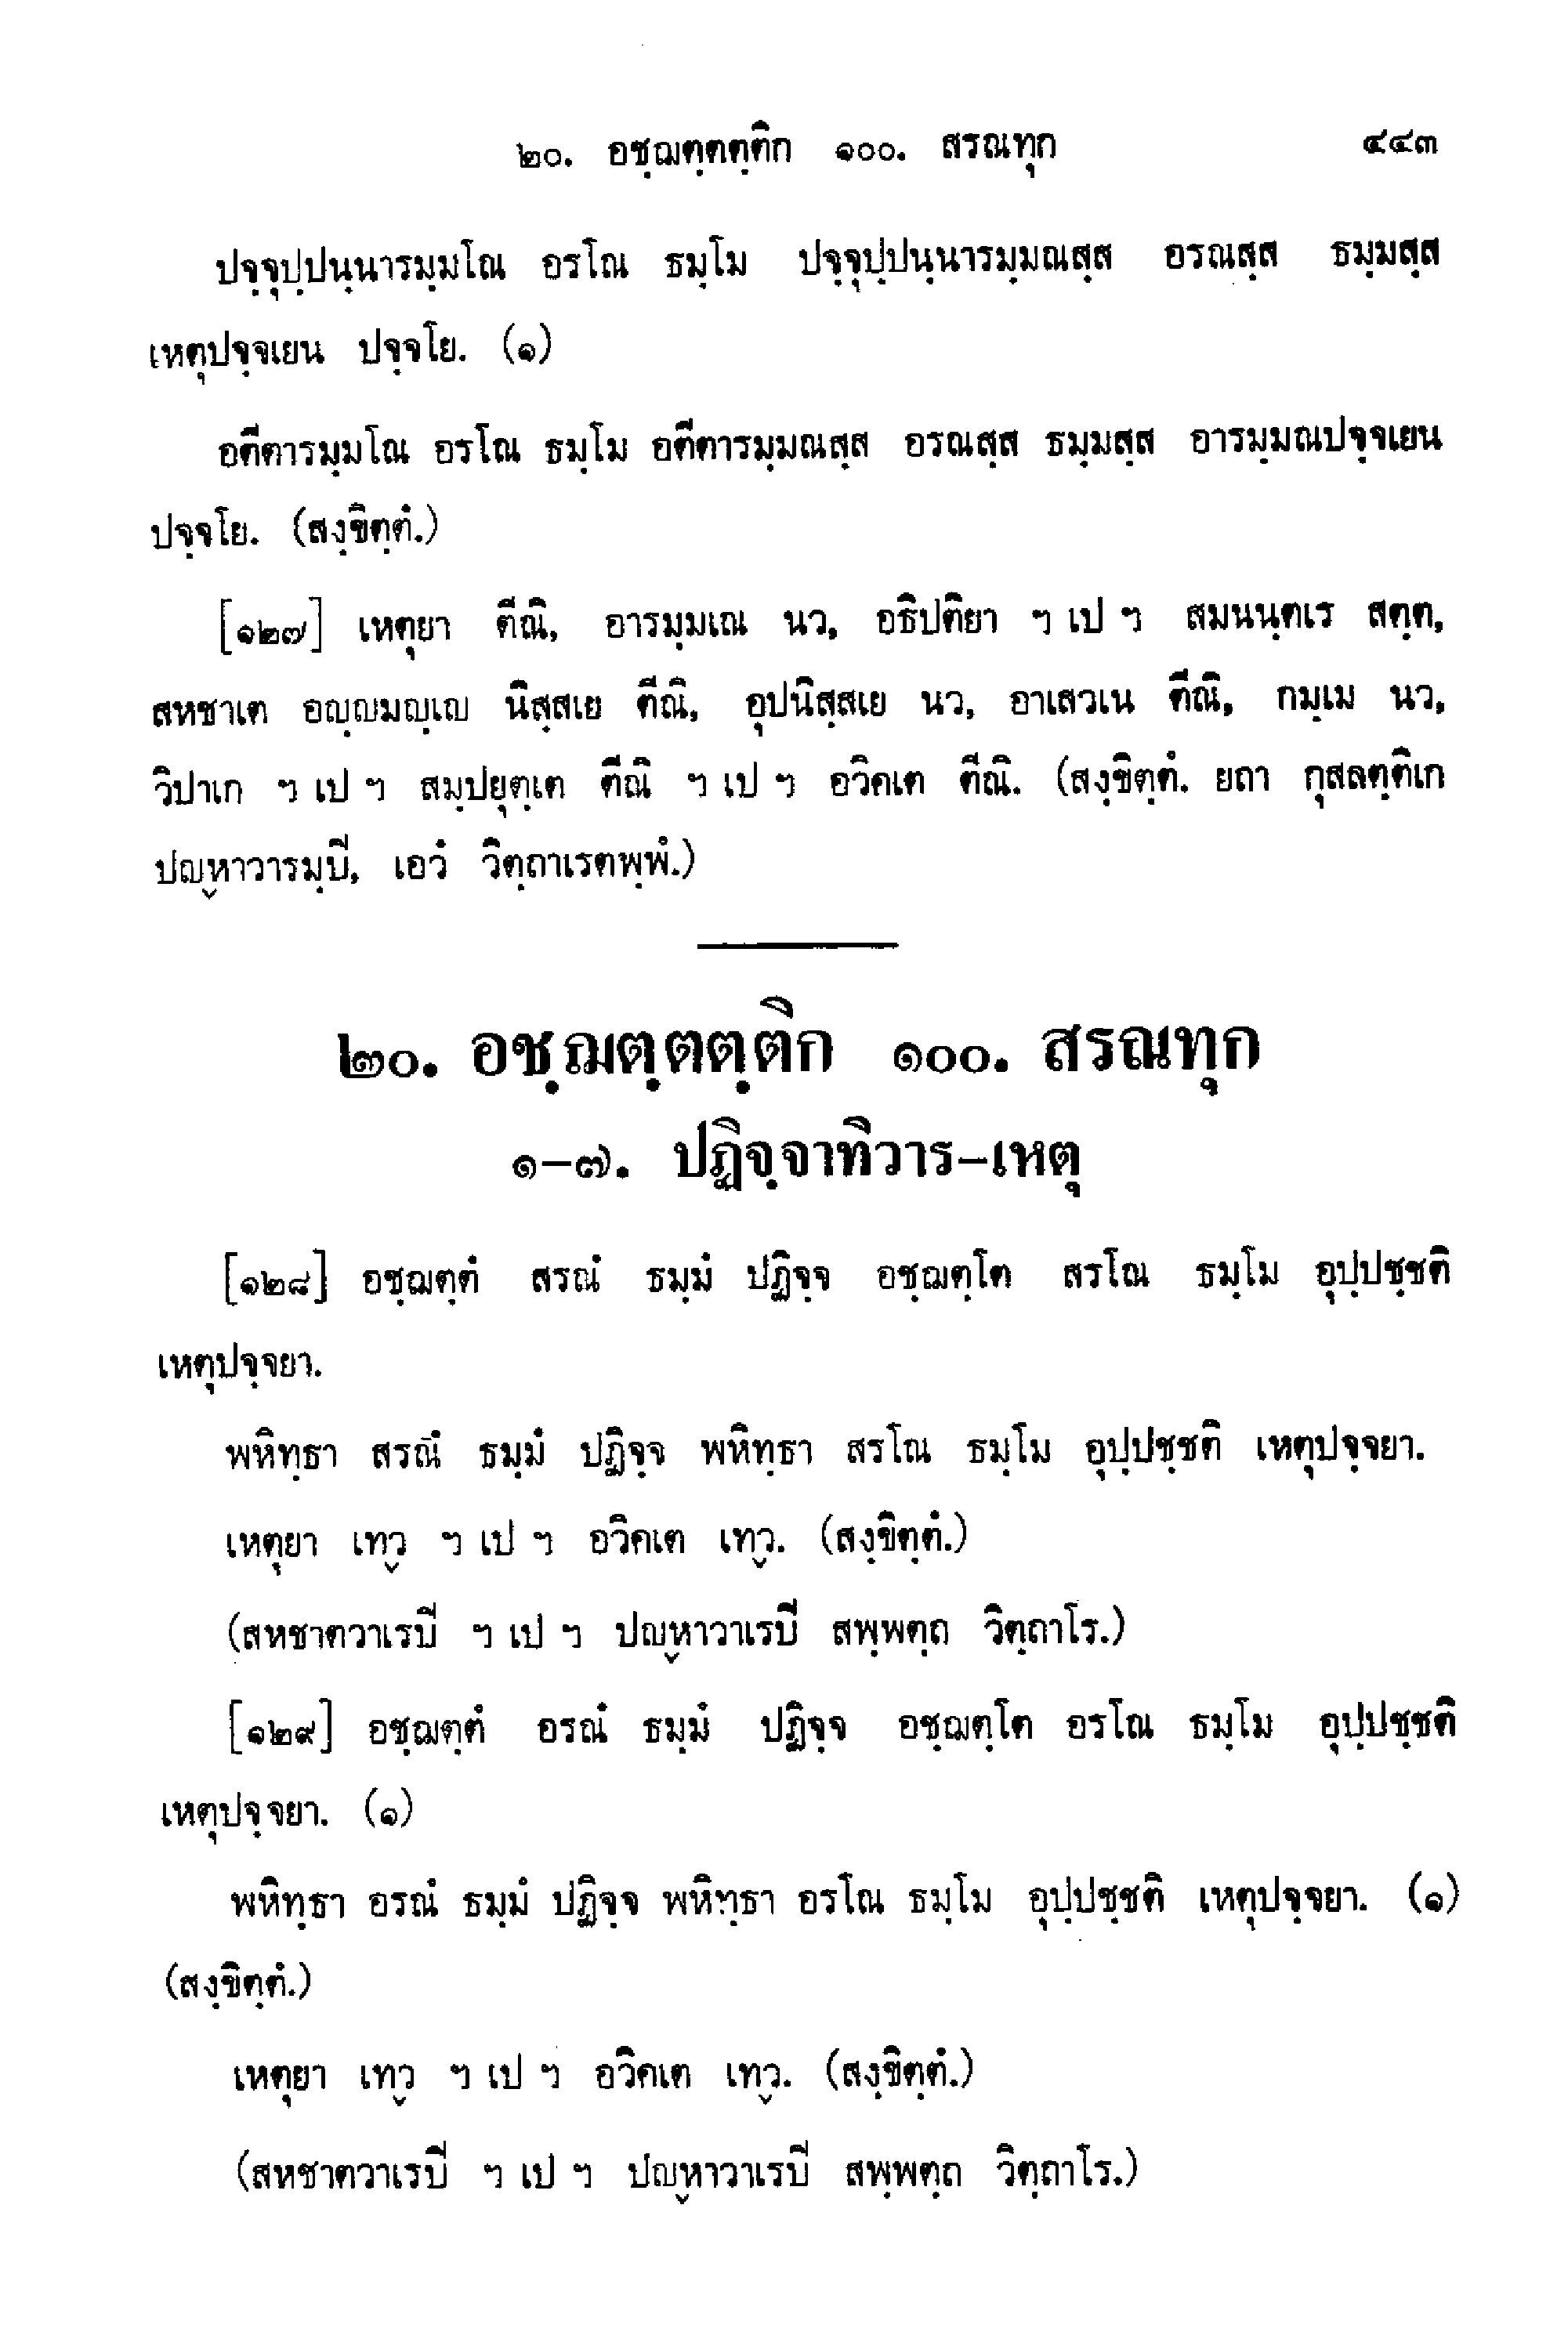 ๒๐. อชฺฌตฺตตฺติก ๑๐๐. สรณทุก ๔๔๓
ปจฺจุปฺปนฺนารมฺมโณ อรโณ ธมฺโม ปจฺจุปฺปนฺนารมฺมณสฺส อรณสฺส ธมฺมสฺส
เหตุปจฺจเยน ปจฺจโย. (๑)
อตีตารมฺมโณ อรโณ ธมฺโม อตีตารมฺมณสฺส อรณสฺส ธมฺมสฺส อารมฺมณปจฺจเยน
ปจฺจโย. (สงฺขิตฺตํ.)
[๑๒๗] เหตุยา ตีณิ, อารมฺมเณ นว, อธิปติยา ฯ เป ฯ สมนนฺตเร สตฺต,
สหชาเต อญฺญมญฺเญ นิสฺสเย ตีณิ, อุปนิสฺสเย นว, อาเสวเน ตีณิ, กมฺเม นว,
วิปาเก ฯ เป ฯ สมฺปยุตฺเต ตีณิ ฯ เป ฯ อวิคเต ตีณิ. (สงฺขิตฺตํ. ยถา กุสลตฺติเก
ปญฺหาวารมฺปิ, เอวํ วิตฺถาเรตพฺพํ.)
๒๐. อชฺฌตฺตตฺติก ๑๐๐. สรณทุก
๑-๗. ปฏิจฺจาทิวาร-เหตุ
[๑๒๘] อชฺฌตฺตํ สรณํ ธมฺมํ ปฏิจฺจ อชฺฌตฺโต สรโณ ธมฺโม อุปฺปชฺชติ
เหตุปจฺจยา.
พหิทฺธา สรณํ ธมฺมํ ปฏิจฺจ พหิทฺธา สรโณ ธมฺโม อุปฺปชฺชติ เหตุปจฺจยา.
เหตุยา เทฺว ฯ เป ฯ อวิคเต เทฺว. (สงฺขิตฺตํ.)
(สหชาตวาเรปิ ฯ เป ฯ ปญฺหาวาเรปิ สพฺพตฺถ วิตฺถาโร.)
[๑๒๙] อชฺฌตฺตํ อรณํ ธมฺมํ ปฏิจฺจ อชฺฌตฺโต อรโณ ธมฺโม อุปฺปชฺชติ
เหตุปจฺจยา. (๑)
พหิทฺธา อรณํ ธมฺมํ ปฏิจฺจ พหิทฺธา อรโณ ธมฺโม อุปฺปชฺชติ เหตุปจฺจยา. (๑)
(สงฺขิตฺตํ.)
เหตุยา เทฺว ฯ เป ฯ อวิคเต เทฺว. (สงฺขิตฺตํ.)
(สหชาตวาเรปิ ฯ เป ฯ ปญฺหาวาเรปิ สพฺพตฺถ วิตฺถาโร.)